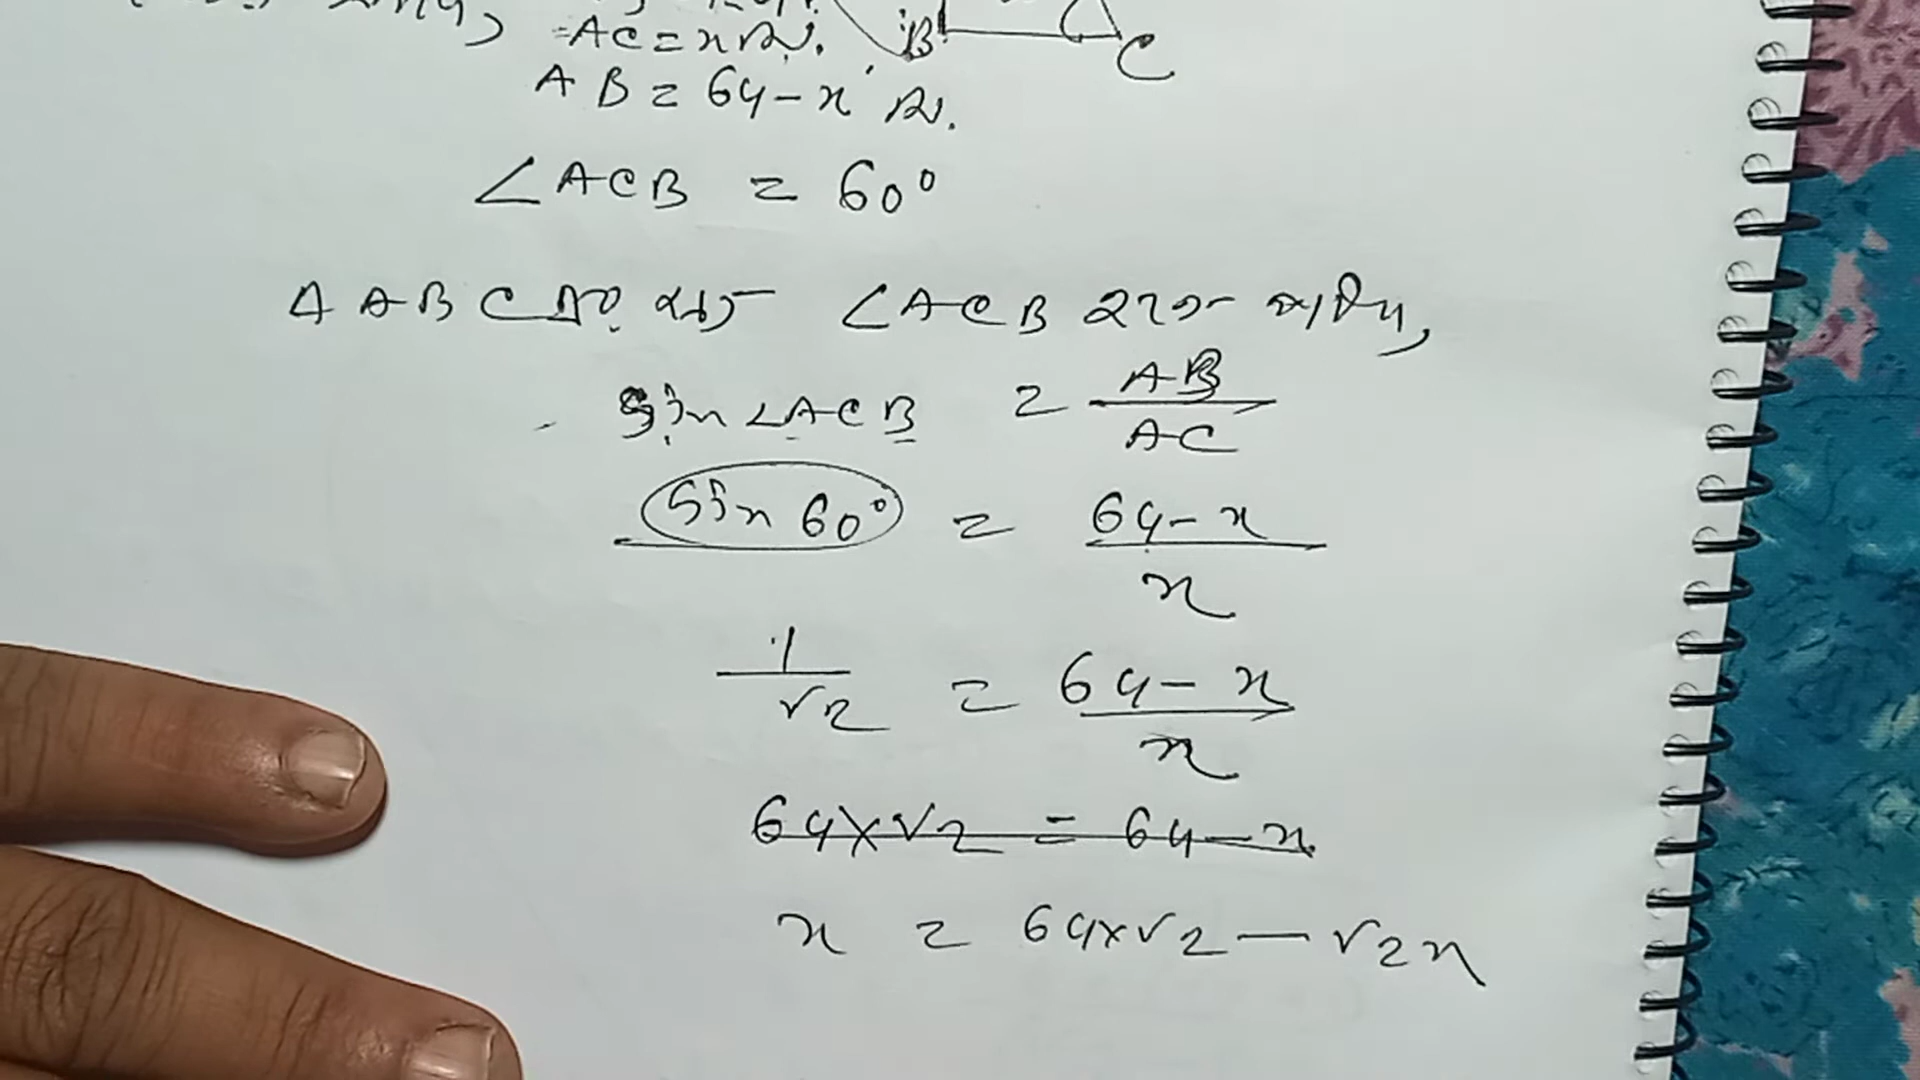 AC = x মি.
B
C
AB = 64 - x মি.
∠ACB = 60°
Δ ABC এর ∠ACB
sin ∠ACB = AB/AC
sin 60° = 64 - x/x
1/√2 = 64 - x/x
64×√2 = 64 - x
x = 64×√2 - √2x